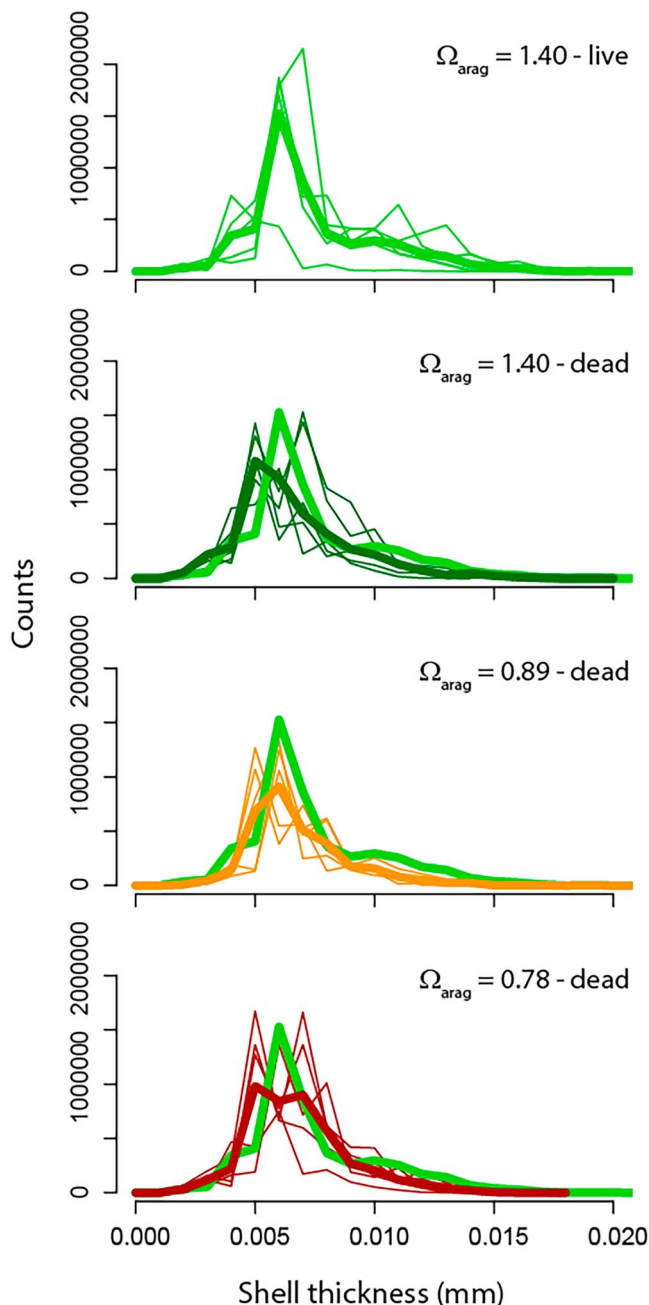 Ωarag = 1.40 - live
2000000
1000000
0
Ωarag = 1.40 - dead
2000000
1000000
0
Counts
Ωarag = 0.89 - dead
2000000
1000000
0
Ωarag = 0.78 - dead
2000000
1000000
0
0.000 0.005 0.010 0.015 0.020
Shell thickness (mm)